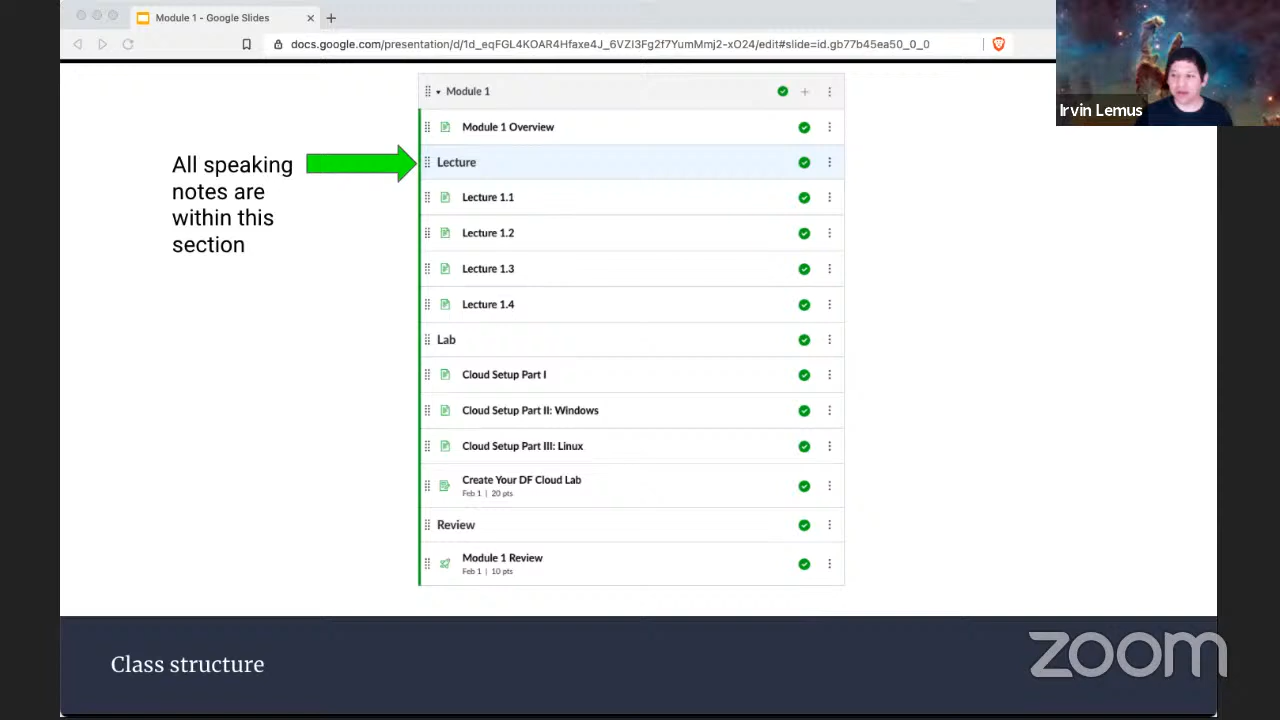 Module 1 - Google Slides
docs.google.com/presentation/d/1d_eqFGL4KOAR4Hfaxe4J_6VZI3Fg2f7YumMmj2-xO24/edit#slide=id.gb77b45ea50_0_0
Irvin Lemus
All speaking
notes are
within this
section
Module 1
Module 1 Overview
Lecture
Lecture 1.1
Lecture 1.2
Lecture 1.3
Lecture 1.4
Lab
Cloud Setup Part I
Cloud Setup Part II: Windows
Cloud Setup Part III: Linux
Create Your DF Cloud Lab
Feb 1 | 20 pts
Review
Module 1 Review
Feb 1 | 10 pts
Class structure
zoom